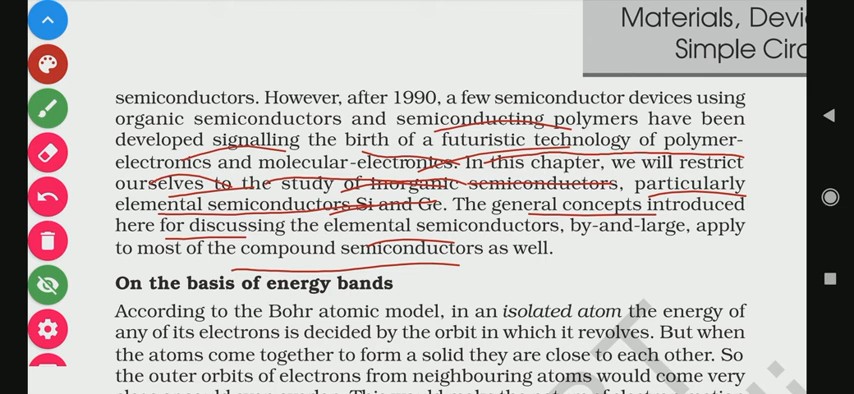 Materials, Devi
Simple Circ
semiconductors. However, after 1990, a few semiconductor devices using
organic semiconductors and semiconducting polymers have been
developed signalling the birth of a futuristic technology of polymer-
electronics and molecular-electronics. In this chapter, we will restrict
ourselves to the study of inorganic semiconductors, particularly
elemental semiconductors Si and Ge. The general concepts introduced
here for discussing the elemental semiconductors, by-and-large, apply
to most of the compound semiconductors as well.
On the basis of energy bands
According to the Bohr atomic model, in an isolated atom the energy of
any of its electrons is decided by the orbit in which it revolves. But when
the atoms come together to form a solid they are close to each other. So
the outer orbits of electrons from neighbouring atoms would come very